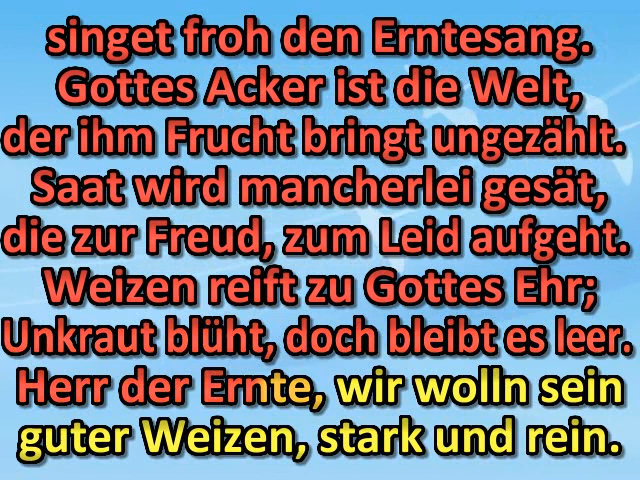 singet froh den Erntesang.
Gottes Acker ist die Welt,
der ihm Frucht bringt ungezählt.
Saat wird mancherlei gesät,
die zur Freud, zum Leid aufgeht.
Weizen reift zu Gottes Ehr;
Unkraut blüht, doch bleibt es leer.
Herr der Ernte, wir wolln sein
guter Weizen, stark und rein.